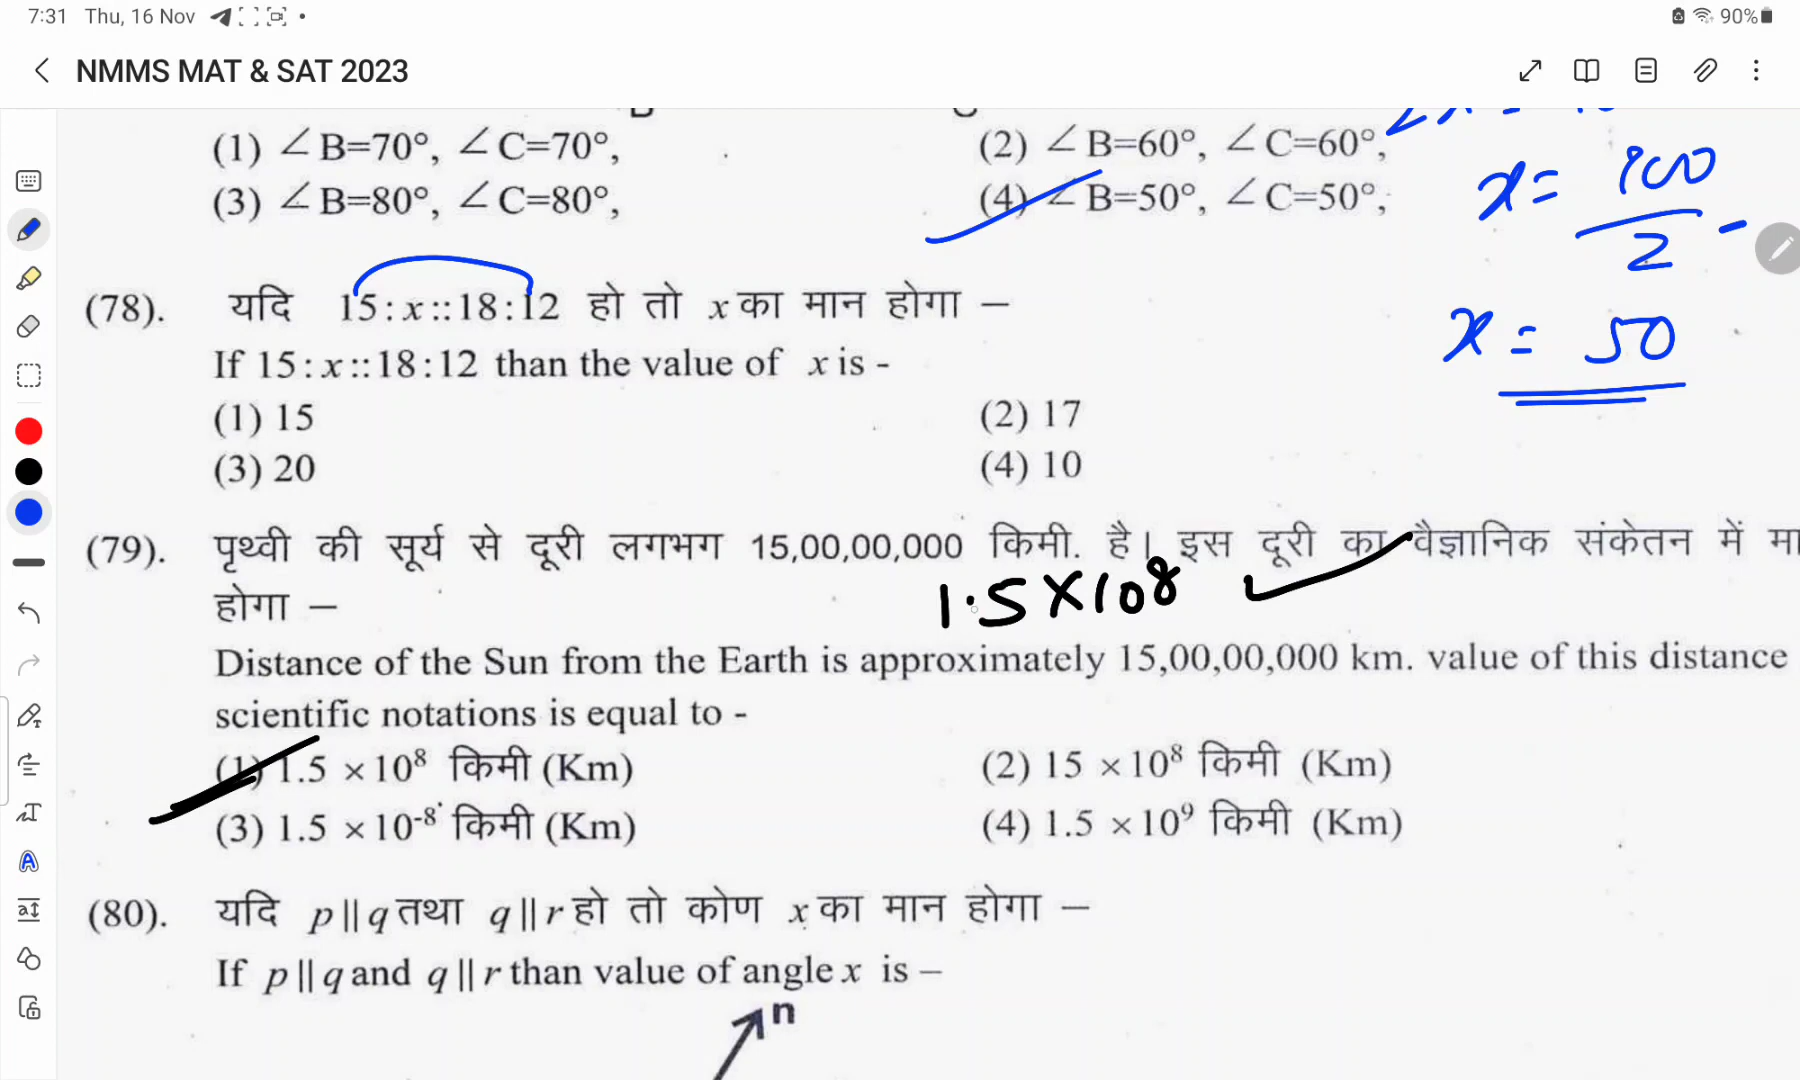 7:31 Thu, 16 Nov 90%
NMMS MAT & SAT 2023
(1) ∠B=70°, ∠C=70°, (2) ∠B=60°, ∠C=60°,
(3) ∠B=80°, ∠C=80°, (4) ∠B=50°, ∠C=50°,
x = 100/2 -
(78). यदि 15:x::18:12 हो तो x का मान होगा –
x = 50
If 15:x::18:12 than the value of x is -
(1) 15 (2) 17
(3) 20 (4) 10
(79). पृथ्वी की सूर्य से दूरी लगभग 15,00,00,000 किमी. है। इस दूरी का वैज्ञानिक संकेतन में मा
होगा –
1.5×10⁸
Distance of the Sun from the Earth is approximately 15,00,00,000 km. value of this distance
scientific notations is equal to -
(1) 1.5 ×10⁸ किमी (Km) (2) 15 ×10⁸ किमी (Km)
(3) 1.5 ×10⁻⁸ किमी (Km) (4) 1.5 ×10⁹ किमी (Km)
(80). यदि p||q तथा q||r हो तो कोण x का मान होगा –
If p||q and q||r than value of angle x is –
n